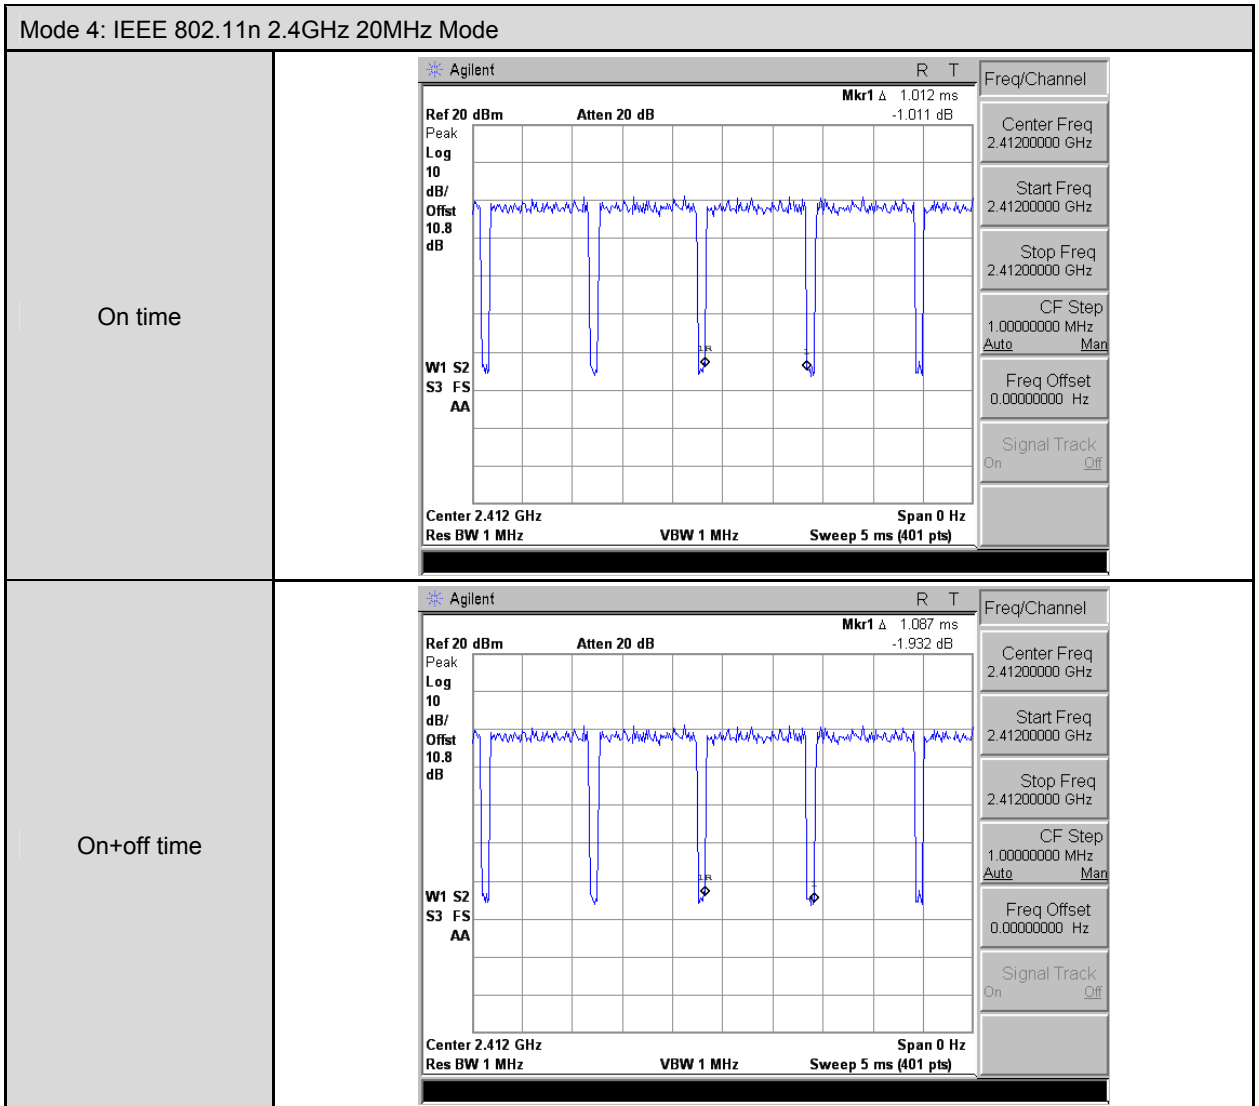 Mode 4: IEEE 802.11n 2.4GHz 20MHz Mode
On time
Agilent
R T
Mkr1 Δ 1.012 ms
Ref 20 dBm
Atten 20 dB
-1.011 dB
Peak
Log
10
dB/
Offst
10.8
dB
1R
1
W1 S2
S3 FS
AA
Center 2.412 GHz
Span 0 Hz
Res BW 1 MHz
VBW 1 MHz
Sweep 5 ms (401 pts)
Freq/Channel
Center Freq
2.41200000 GHz
Start Freq
2.41200000 GHz
Stop Freq
2.41200000 GHz
CF Step
1.00000000 MHz
Auto Man
Freq Offset
0.00000000 Hz
Signal Track
On Off
On+off time
Agilent
R T
Mkr1 Δ 1.087 ms
Ref 20 dBm
Atten 20 dB
-1.932 dB
Peak
Log
10
dB/
Offst
10.8
dB
1R
1
W1 S2
S3 FS
AA
Center 2.412 GHz
Span 0 Hz
Res BW 1 MHz
VBW 1 MHz
Sweep 5 ms (401 pts)
Freq/Channel
Center Freq
2.41200000 GHz
Start Freq
2.41200000 GHz
Stop Freq
2.41200000 GHz
CF Step
1.00000000 MHz
Auto Man
Freq Offset
0.00000000 Hz
Signal Track
On Off